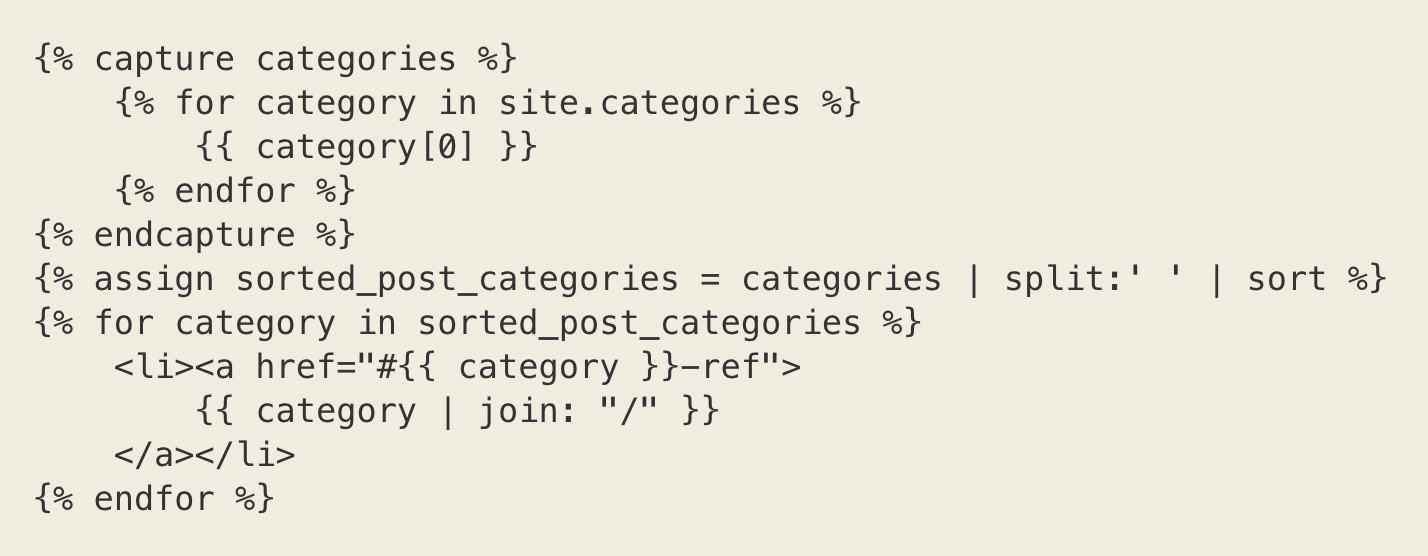 {% capture categories %}
    {% for category in site.categories %}
        {{ category[0] }}
    {% endfor %}
{% endcapture %}
{% assign sorted_post_categories = categories | split:' ' | sort %}
{% for category in sorted_post_categories %}
    <li><a href="#{{ category }}-ref">
        {{ category | join: "/" }}
    </a></li>
{% endfor %}